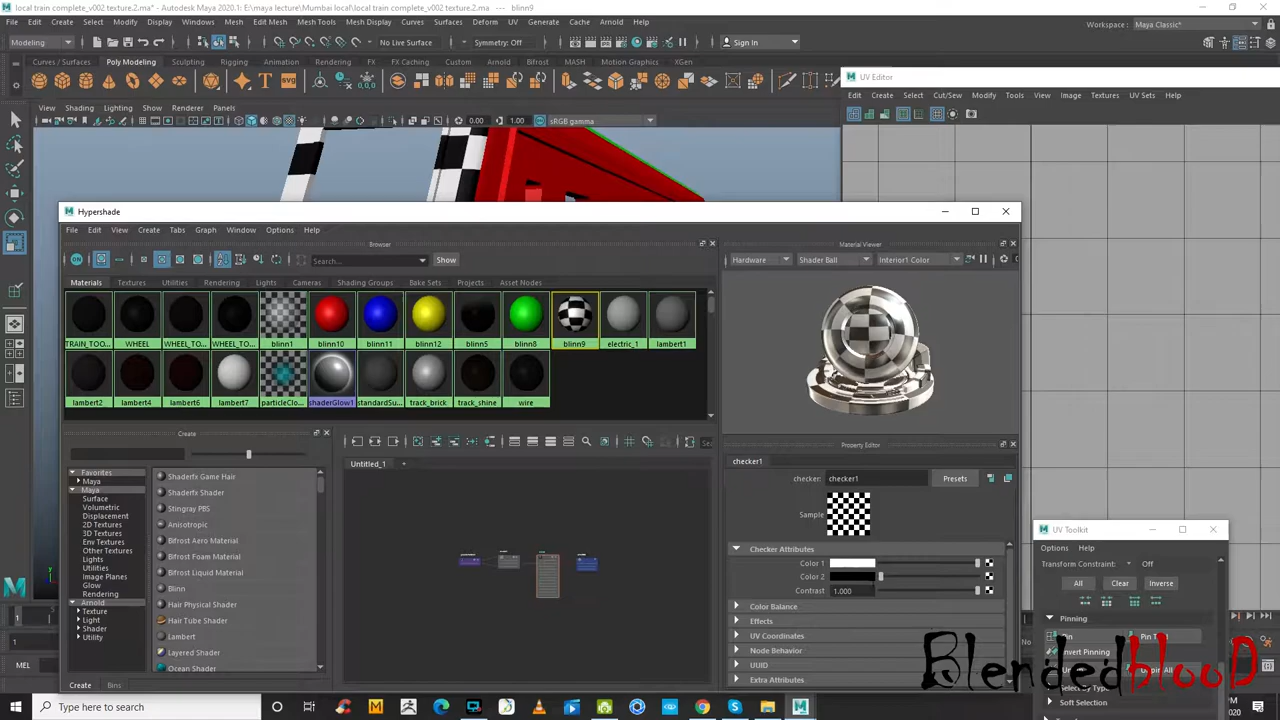 local train complete_v002 texture.2.ma* - Autodesk Maya 2020.1: E:\maya lecture\Mumbai local\local train complete_v002 texture.2.ma --- blinn9
File Edit Create Select Modify Display Windows Mesh Edit Mesh Mesh Tools Mesh Display Curves Surfaces Deform UV Generate Cache Arnold Help
Workspace : Maya Classic*
Modeling No Live Surface Symmetry: Off Sign In
Curves / Surfaces Poly Modeling Sculpting Rigging Animation Rendering FX FX Caching Custom Arnold Bifrost MASH Motion Graphics XGen
UV Editor
View Shading Lighting Show Renderer Panels
Edit Create Select Cut/Sew Modify Tools View Image Textures UV Sets Help
0.00 1.00 sRGB gamma
Hypershade
File Edit View Create Tabs Graph Window Options Help
Browser
Material Viewer
ON Search... Show
Hardware Shader Ball Interior1 Color
Materials Textures Utilities Rendering Lights Cameras Shading Groups Bake Sets Projects Asset Nodes
TRAIN_TOO... WHEEL WHEEL_TO... WHEEL_TOO... blinn1 blinn10 blinn11 blinn12 blinn5 blinn8 blinn9 electric_1 lambert1
lambert2 lambert4 lambert6 lambert7 particleClo... shaderGlow1 standardSu... track_brick track_shine wire
Create
Property Editor
Untitled_1
checker1
Favorites
Maya
Maya
Surface
Volumetric
Displacement
2D Textures
3D Textures
Env Textures
Other Textures
Lights
Utilities
Image Planes
Glow
Rendering
Arnold
Texture
Light
Shader
Utility
Shaderfx Game Hair
Shaderfx Shader
Stingray PBS
Anisotropic
Bifrost Aero Material
Bifrost Foam Material
Bifrost Liquid Material
Blinn
Hair Physical Shader
Hair Tube Shader
Lambert
Layered Shader
Ocean Shader
Create Bins
checker: checker1 Presets
Sample
Checker Attributes
Color 1
Color 2
Contrast 1.000
Color Balance
Effects
UV Coordinates
Node Behavior
UUID
Extra Attributes
UV Toolkit
Options Help
Transform Constraint: Off
All Clear Inverse
Pinning
Pin
Invert Pinning
Select By Type
Soft Selection
BlendedblooD
MEL
Type here to search